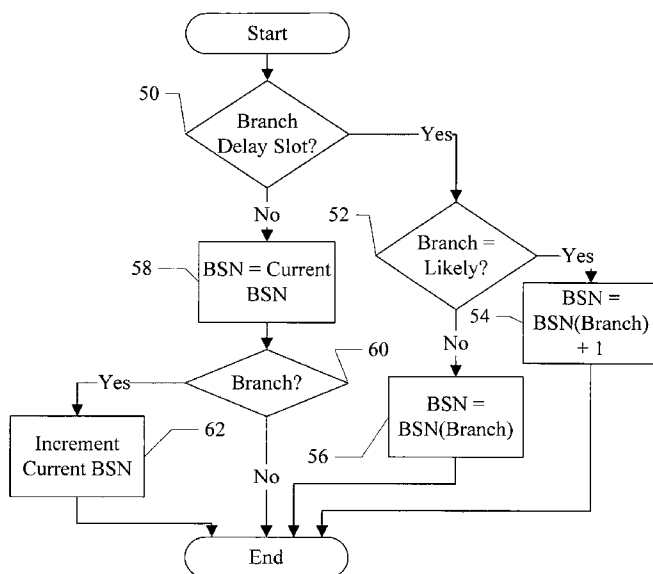 Start
50
Branch
Delay Slot?
Yes
No
52
Branch =
Likely?
Yes
58
BSN = Current
BSN
54
BSN =
BSN(Branch)
+ 1
No
60
Branch?
Yes
56
BSN =
BSN(Branch)
Increment
Current BSN
62
No
End